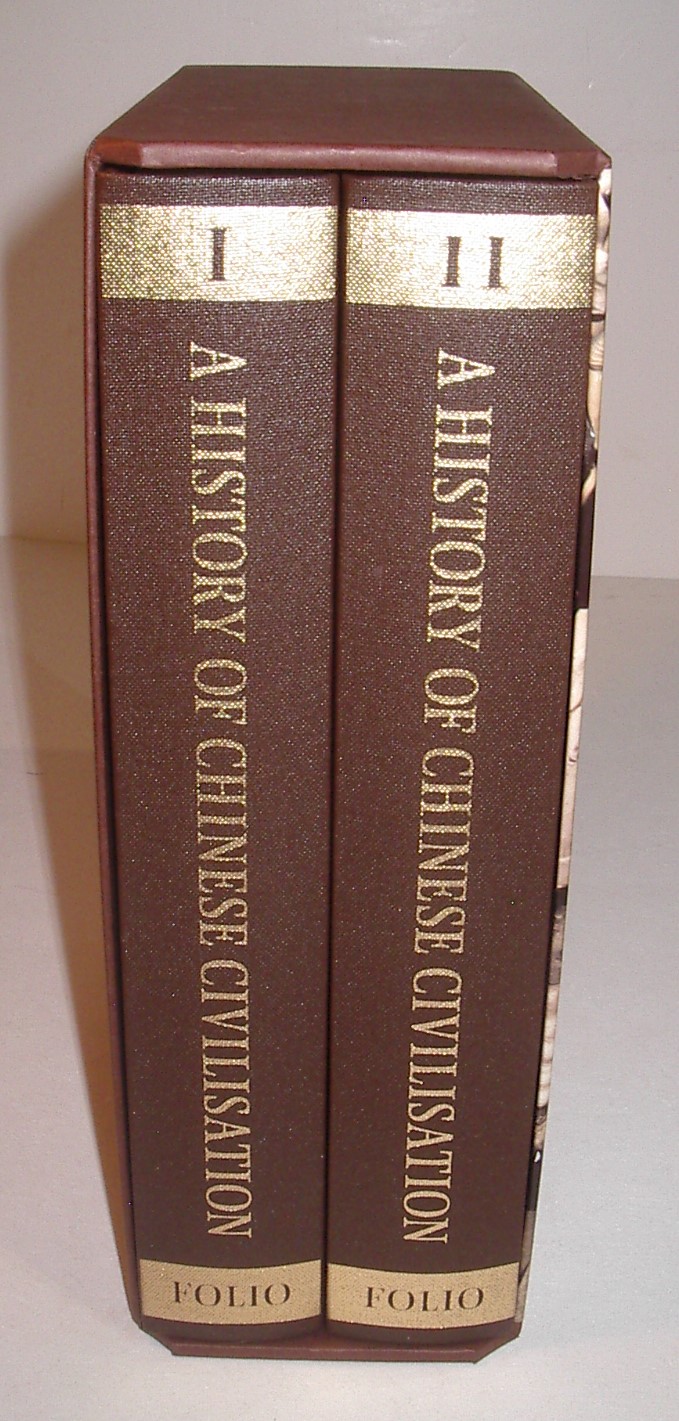 I
A HISTORY OF CHINESE CIVILISATION
FOLIO
II
A HISTORY OF CHINESE CIVILISATION
FOLIO